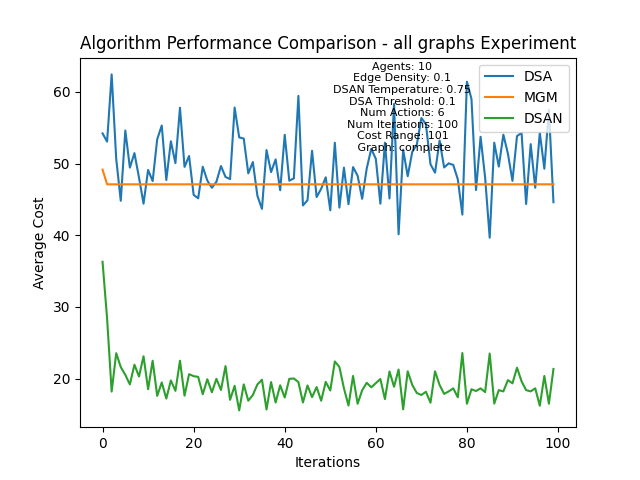 Algorithm Performance Comparison - all graphs Experiment
Agents: 10
Edge Density: 0.1
DSAN Temperature: 0.75
DSA Threshold: 0.1
Num Actions: 6
Num Iterations: 100
Cost Range: 101
Graph: complete
DSA
MGM
DSAN
Average Cost
60
50
40
30
20
0
20
40
60
80
100
Iterations